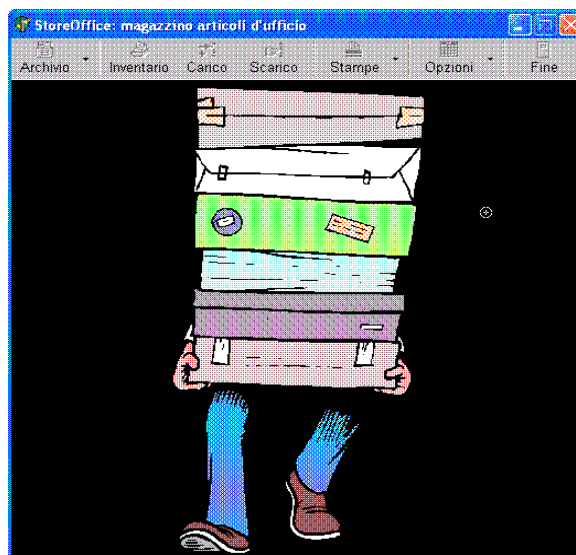 StoreOffice: magazzino articoli d'ufficio
Archivio Inventario Carico Scarico Stampe Opzioni Fine